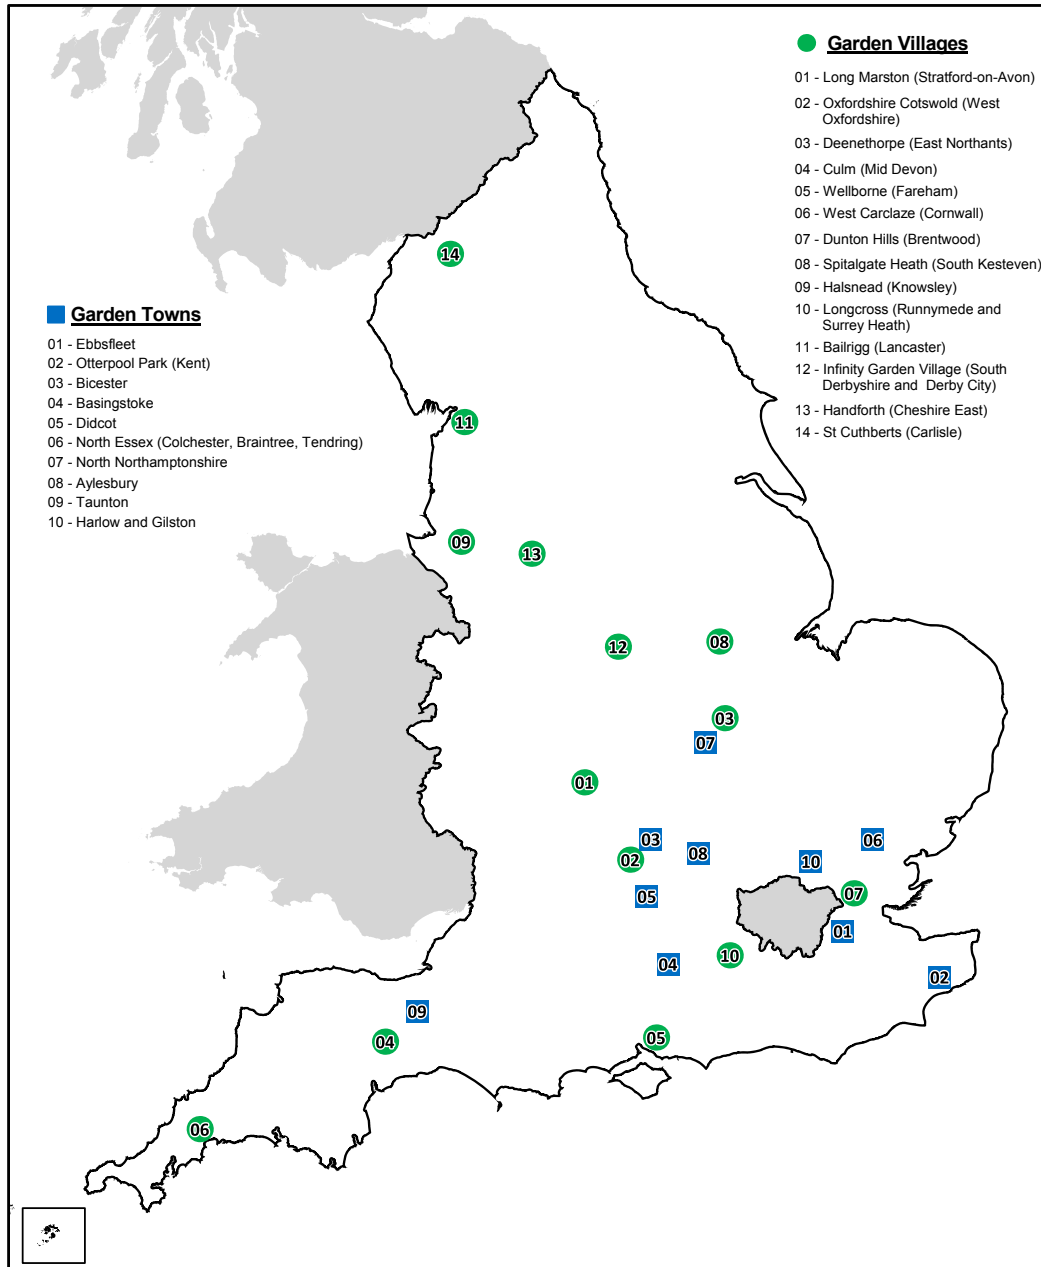 Garden Villages
01 - Long Marston (Stratford-on-Avon)
02 - Oxfordshire Cotswold (West
Oxfordshire)
03 - Deenethorpe (East Northants)
04 - Culm (Mid Devon)
05 - Wellborne (Fareham)
06 - West Carclaze (Cornwall)
07 - Dunton Hills (Brentwood)
08 - Spitalgate Heath (South Kesteven)
09 - Halsnead (Knowsley)
10 - Longcross (Runnymede and
Surrey Heath)
11 - Bailrigg (Lancaster)
12 - Infinity Garden Village (South
Derbyshire and Derby City)
13 - Handforth (Cheshire East)
14 - St Cuthberts (Carlisle)
Garden Towns
01 - Ebbsfleet
02 - Otterpool Park (Kent)
03 - Bicester
04 - Basingstoke
05 - Didcot
06 - North Essex (Colchester, Braintree, Tendring)
07 - North Northamptonshire
08 - Aylesbury
09 - Taunton
10 - Harlow and Gilston
14
11
09
13
12
08
03
07
01
03
06
02
08
10
05
07
01
10
04
02
09
04
05
06